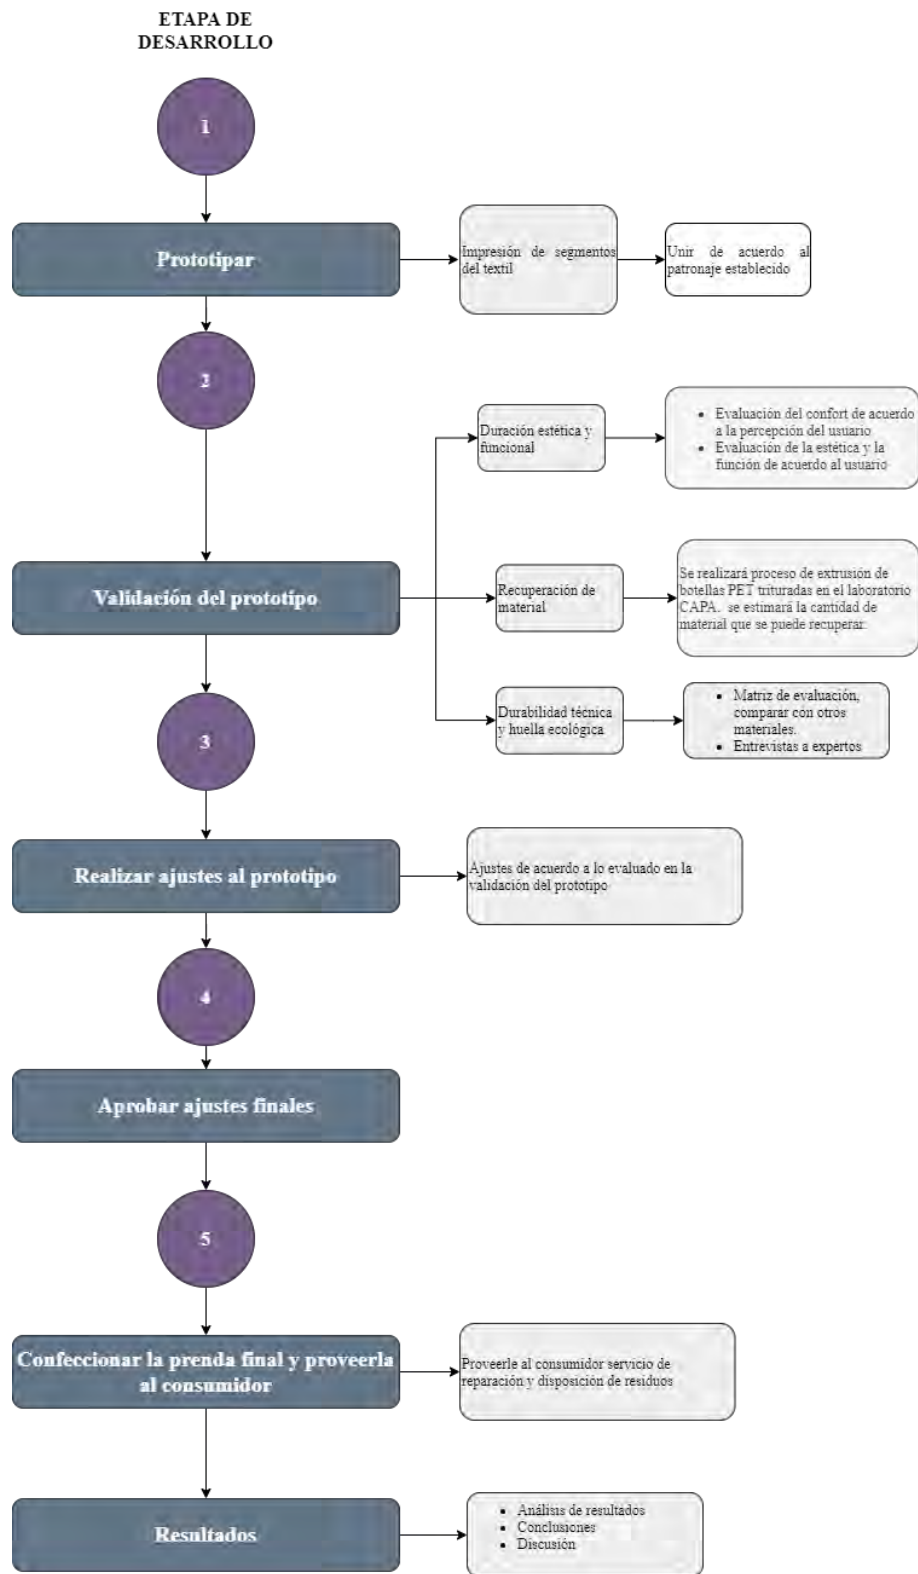 ETAPA DE
DESARROLLO
1
Prototipar
Impresión de segmentos
del textil
Unir de acuerdo al
patronaje establecido
2
Validación del prototipo
Duración estética y
funcional
• Evaluación del confort de acuerdo
a la percepción del usuario
• Evaluación de la estética y la
función de acuerdo al usuario
Recuperación de
material
Se realizará proceso de extrusión de
botellas PET trituradas en el laboratorio
CAPA. se estimará la cantidad de
material que se puede recuperar.
Durabilidad técnica
y huella ecológica
• Matriz de evaluación,
comparar con otros
materiales.
• Entrevistas a expertos
3
Realizar ajustes al prototipo
Ajustes de acuerdo a lo evaluado en la
validación del prototipo
4
Aprobar ajustes finales
5
Confeccionar la prenda final y proveerla
al consumidor
Proveerle al consumidor servicio de
reparación y disposición de residuos
Resultados
• Análisis de resultados
• Conclusiones
• Discusión